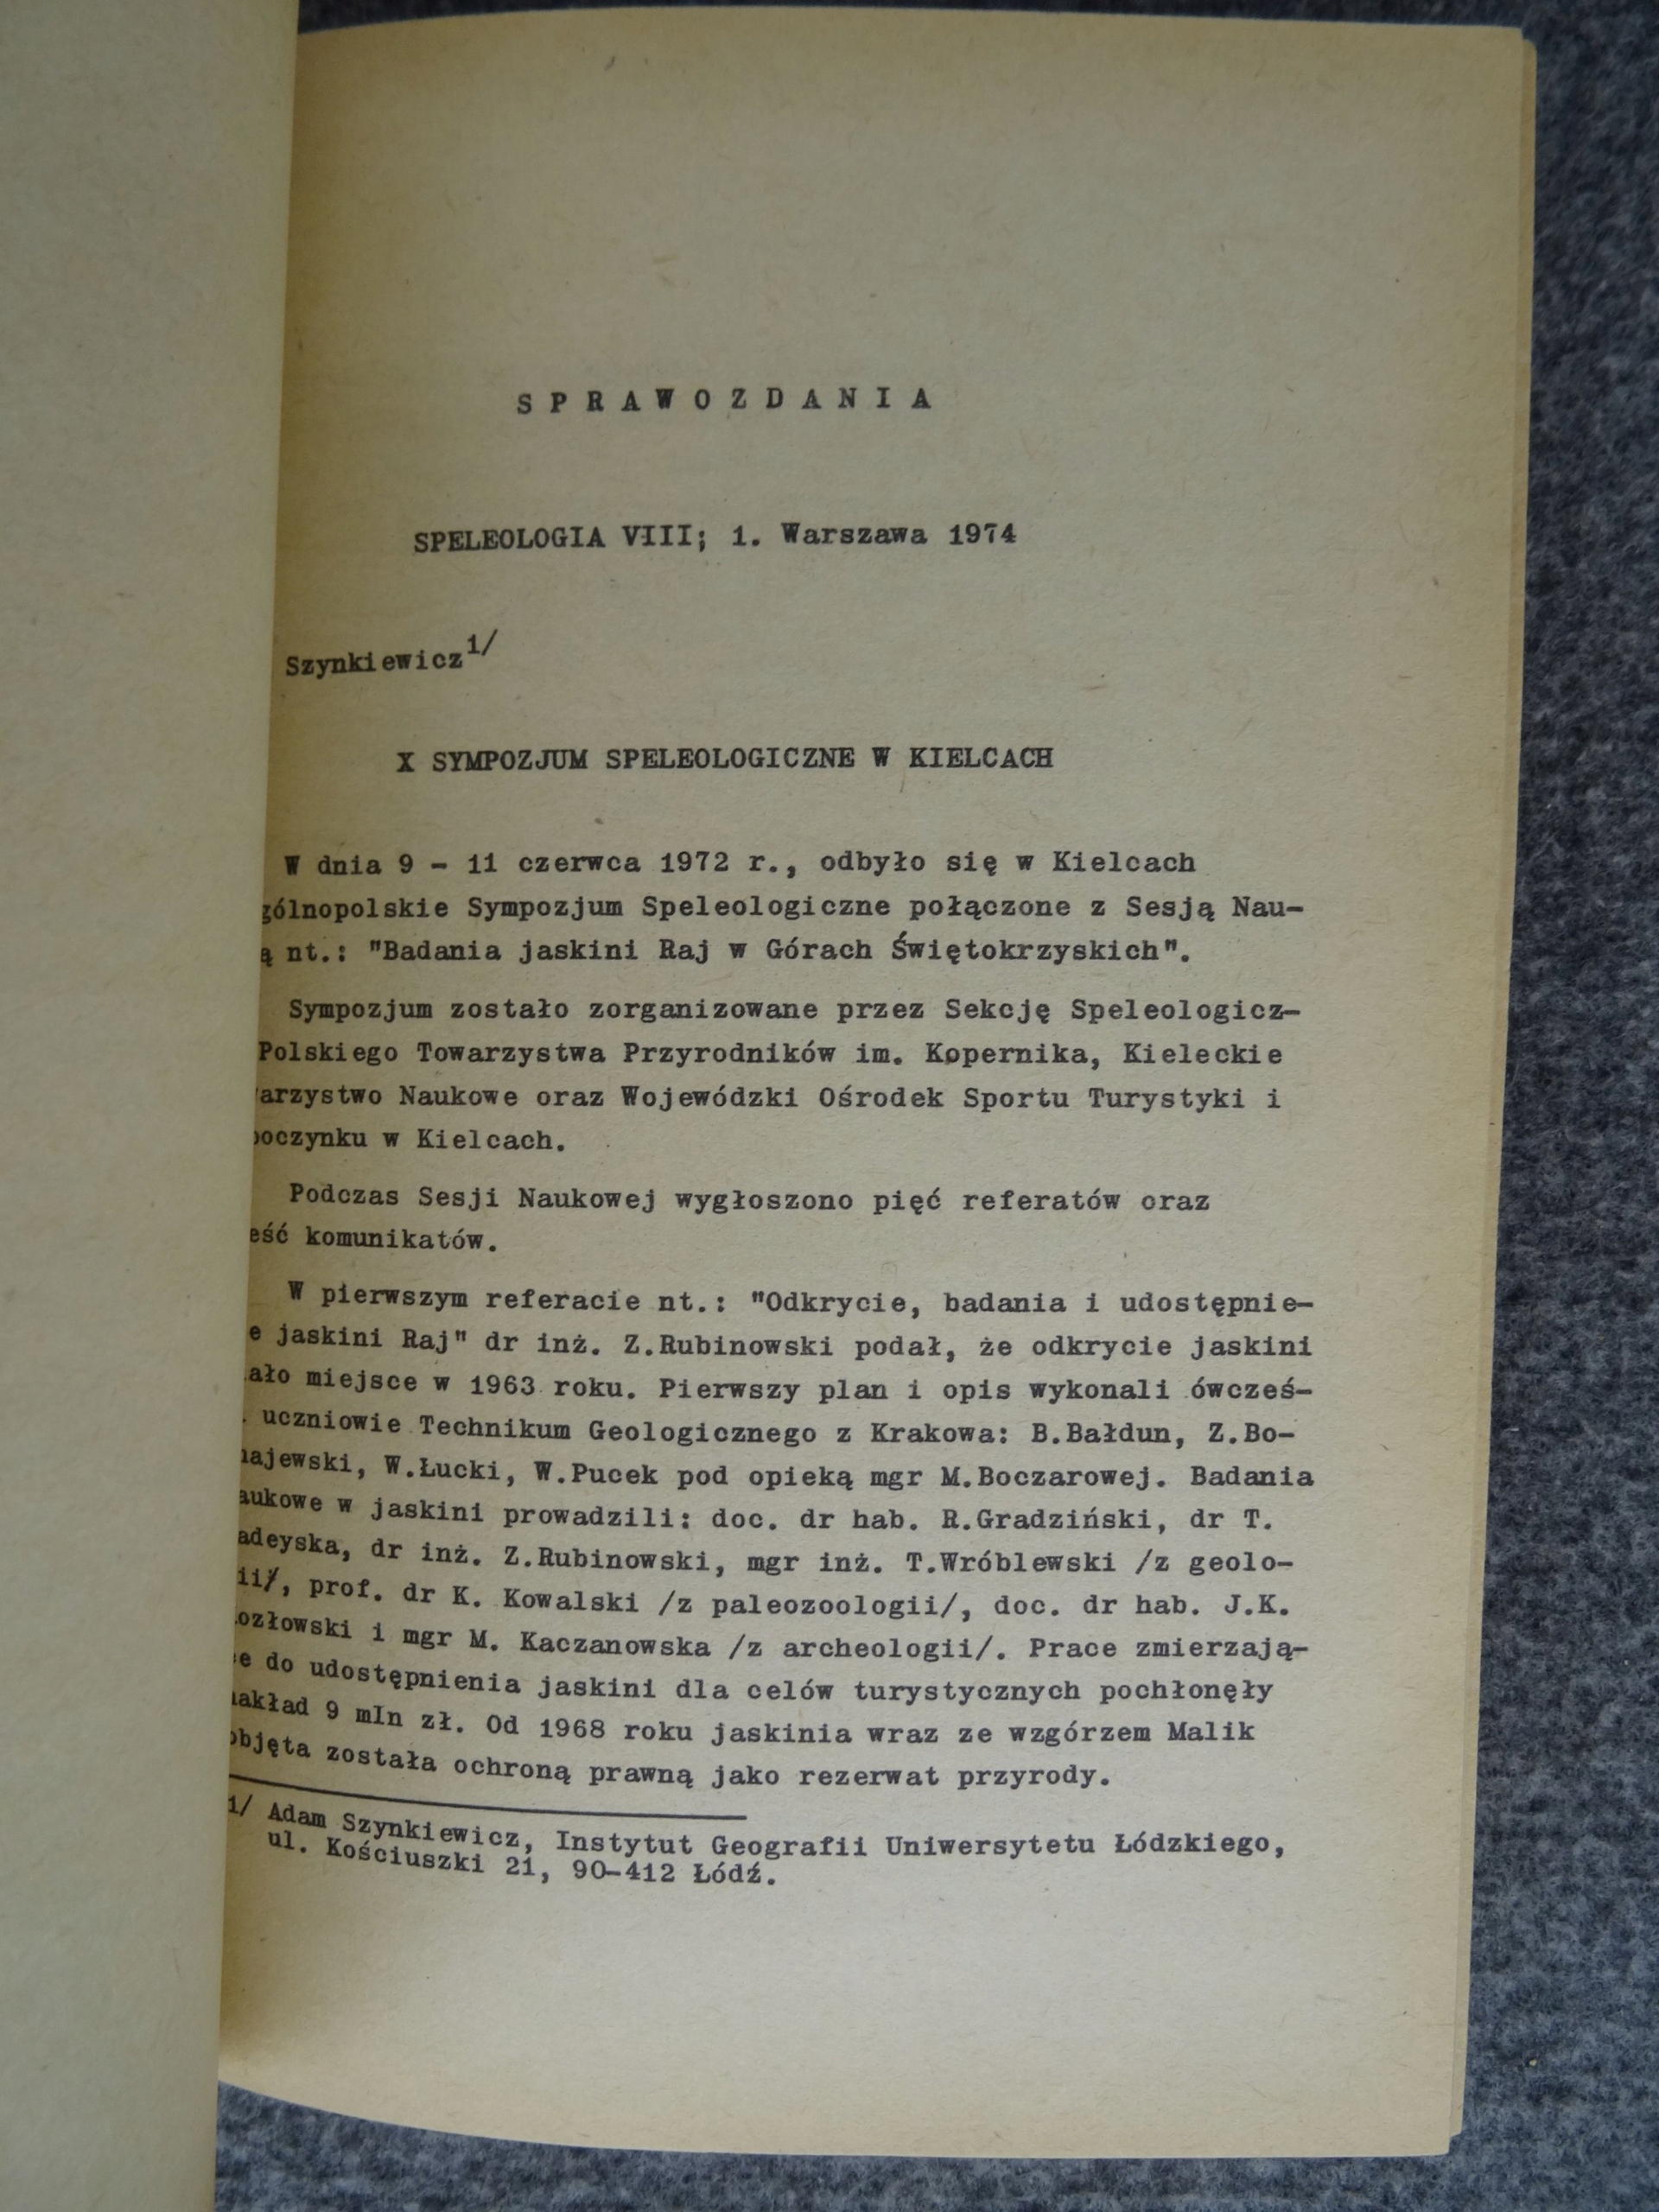 S P R A W O Z D A N I A
SPELEOLOGIA VIII; 1. Warszawa 1974
Szynkiewicz1/
X SYMPOZJUM SPELEOLOGICZNE W KIELCACH
W dnia 9 - 11 czerwca 1972 r., odbyło się w Kielcach
gólnopolskie Sympozjum Speleologiczne połączone z Sesją Nau-
ą nt.: "Badania jaskini Raj w Górach Świętokrzyskich".
Sympozjum zostało zorganizowane przez Sekcję Speleologicz-
Polskiego Towarzystwa Przyrodników im. Kopernika, Kieleckie
arzystwo Naukowe oraz Wojewódzki Ośrodek Sportu Turystyki i
poczynku w Kielcach.
Podczas Sesji Naukowej wygłoszono pięć referatów oraz
eść komunikatów.
W pierwszym referacie nt.: "Odkrycie, badania i udostępnie-
e jaskini Raj" dr inż. Z.Rubinowski podał, że odkrycie jaskini
ało miejsce w 1963 roku. Pierwszy plan i opis wykonali ówcześ-
uczniowie Technikum Geologicznego z Krakowa: B.Bałdun, Z.Bo-
najewski, W.Łucki, W.Pucek pod opieką mgr M.Boczarowej. Badania
aukowe w jaskini prowadzili: doc. dr hab. R.Gradziński, dr T.
adeyska, dr inż. Z.Rubinowski, mgr inż. T.Wróblewski /z geolo-
ii/, prof. dr K. Kowalski /z paleozoologii/, doc. dr hab. J.K.
ozłowski i mgr M. Kaczanowska /z archeologii/. Prace zmierzają-
ce do udostępnienia jaskini dla celów turystycznych pochłonęły
nakład 9 mln zł. Od 1968 roku jaskinia wraz ze wzgórzem Malik
objęta została ochroną prawną jako rezerwat przyrody.
1/ Adam Szynkiewicz, Instytut Geografii Uniwersytetu Łódzkiego,
ul. Kościuszki 21, 90-412 Łódź.